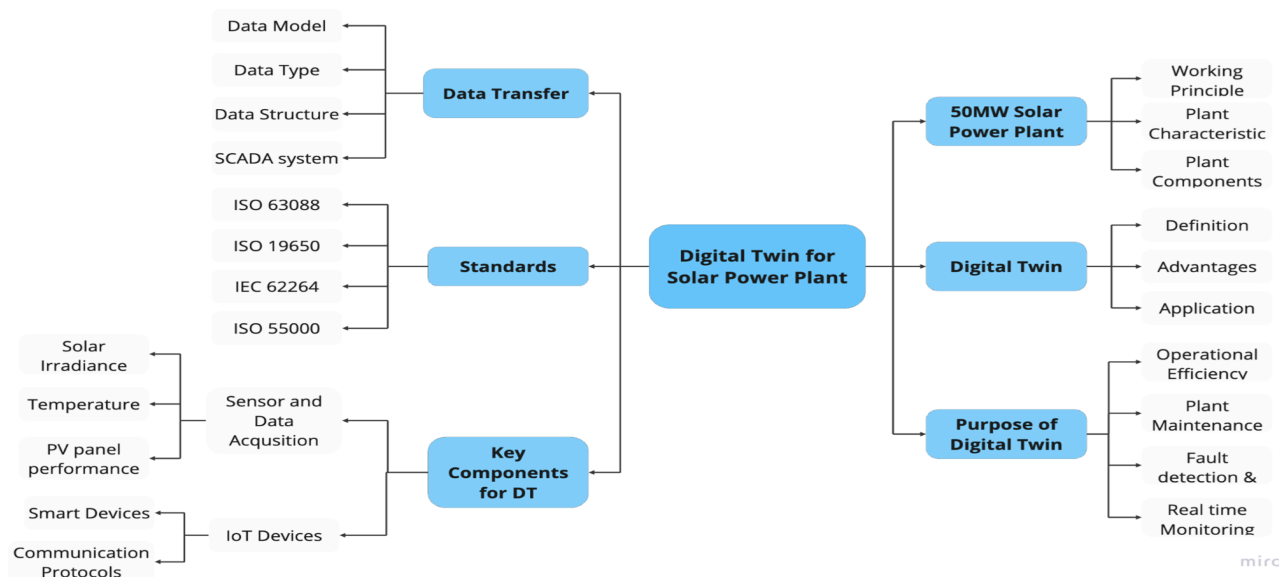 Data Model
Data Type
Data Structure
SCADA system
Data Transfer
ISO 63088
ISO 19650
IEC 62264
ISO 55000
Standards
Solar
Irradiance
Temperature
PV panel
performance
Sensor and
Data
Acqusition
Smart Devices
Communication
Protocols
IoT Devices
Key
Components
for DT
Digital Twin for
Solar Power Plant
50MW Solar
Power Plant
Working
Principle
Plant
Characteristic
Plant
Components
Digital Twin
Definition
Advantages
Application
Purpose of
Digital Twin
Operational
Efficiency
Plant
Maintenance
Fault
detection &
Real time
Monitoring
miro